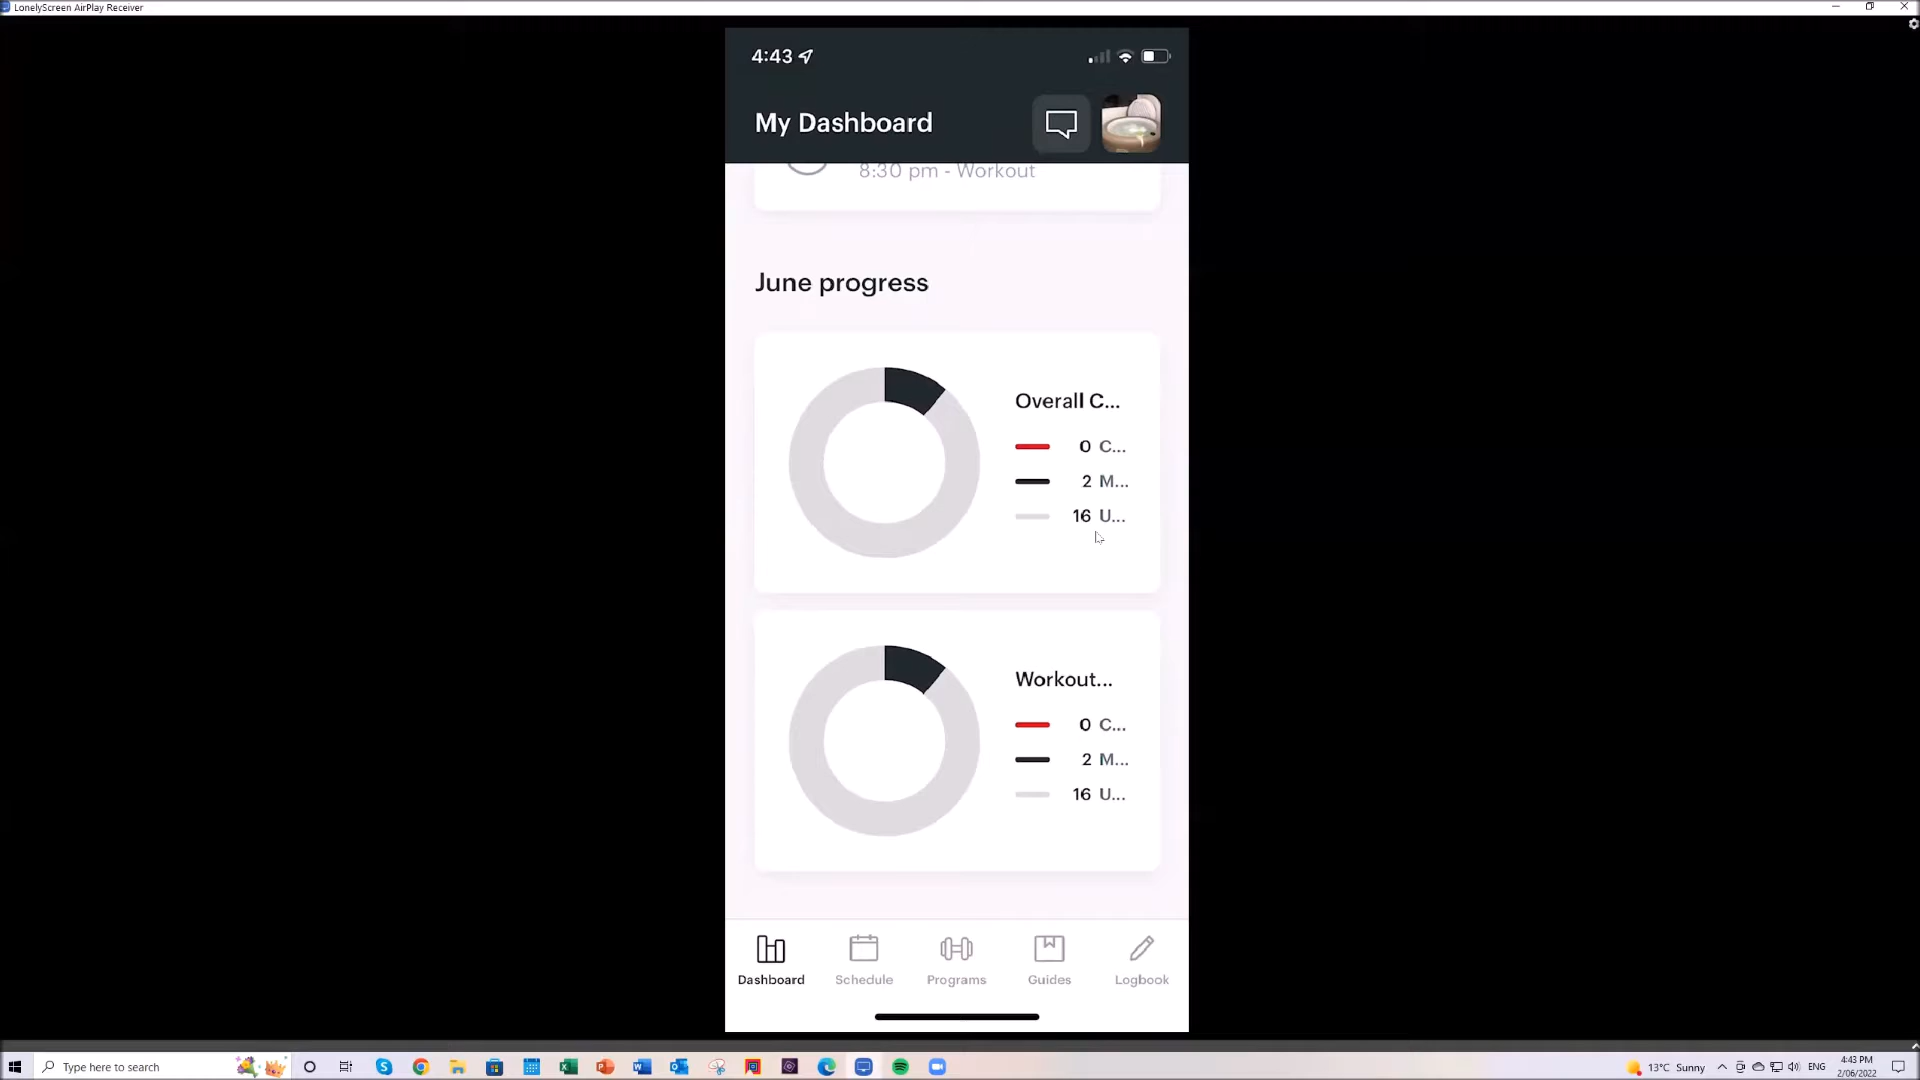 LonelyScreen AirPlay Receiver
4:43
My Dashboard
8:30 pm - Workout
June progress
Overall C...
0 C...
2 M...
16 U...
Workout...
0 C...
2 M...
16 U...
Dashboard
Schedule
Programs
Guides
Logbook
Type here to search
13°C Sunny
ENG
4:43 PM
2/06/2022